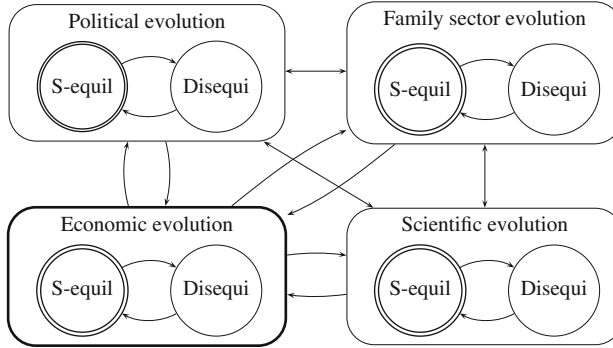 Political evolution
S-equil Disequi
Family sector evolution
S-equil Disequi
Economic evolution
S-equil Disequi
Scientific evolution
S-equil Disequi